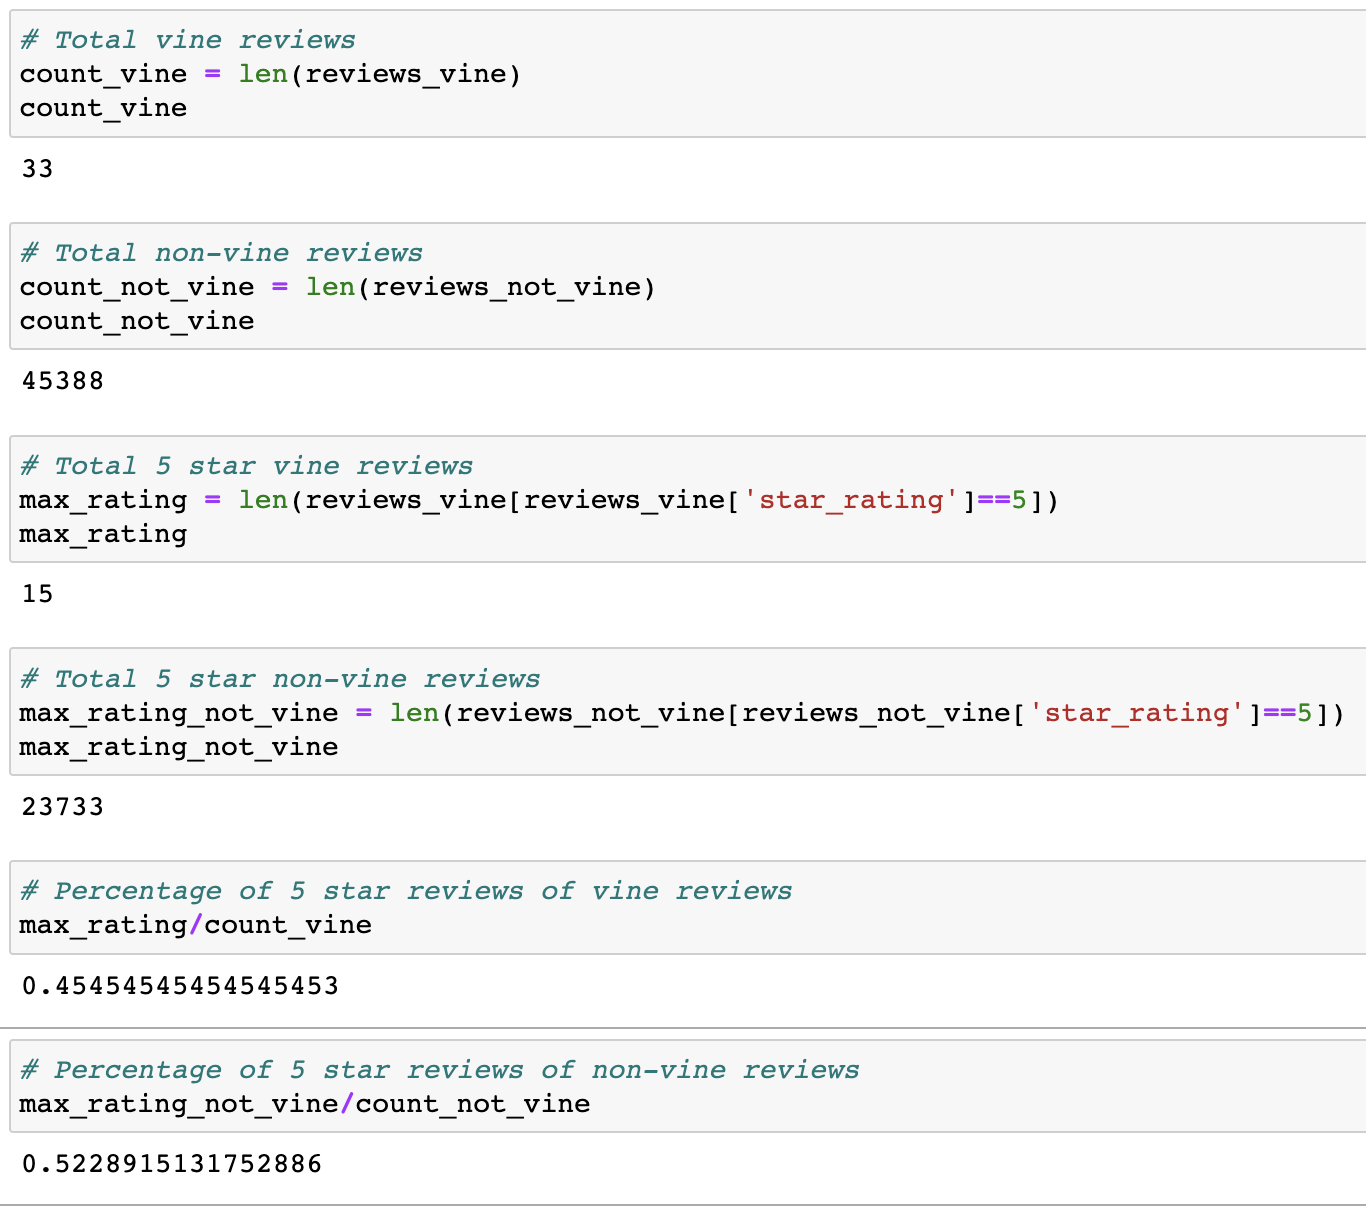 # Total vine reviews
count_vine = len(reviews_vine)
count_vine
33
# Total non-vine reviews
count_not_vine = len(reviews_not_vine)
count_not_vine
45388
# Total 5 star vine reviews
max_rating = len(reviews_vine[reviews_vine['star_rating']==5])
max_rating
15
# Total 5 star non-vine reviews
max_rating_not_vine = len(reviews_not_vine[reviews_not_vine['star_rating']==5])
max_rating_not_vine
23733
# Percentage of 5 star reviews of vine reviews
max_rating/count_vine
0.45454545454545453
# Percentage of 5 star reviews of non-vine reviews
max_rating_not_vine/count_not_vine
0.5228915131752886